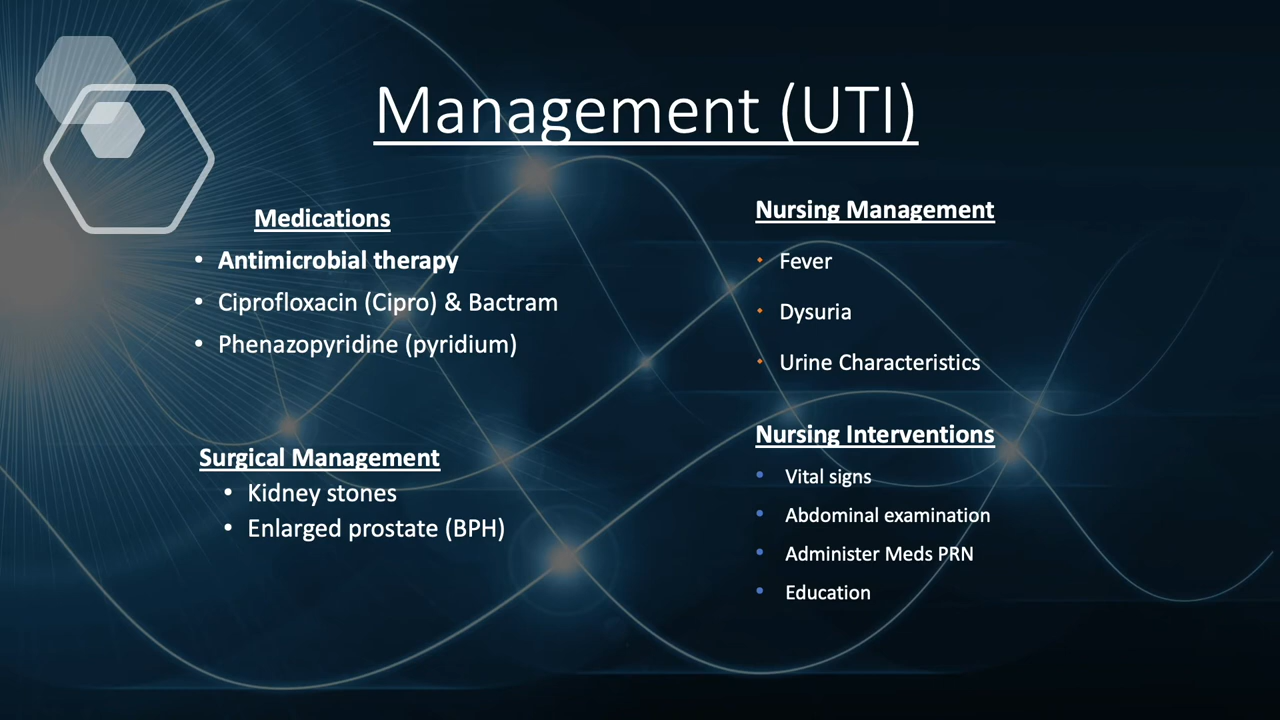 Management (UTI)
Medications
• Antimicrobial therapy
• Ciprofloxacin (Cipro) & Bactram
• Phenazopyridine (pyridium)
Surgical Management
• Kidney stones
• Enlarged prostate (BPH)
Nursing Management
• Fever
• Dysuria
• Urine Characteristics
Nursing Interventions
• Vital signs
• Abdominal examination
• Administer Meds PRN
• Education